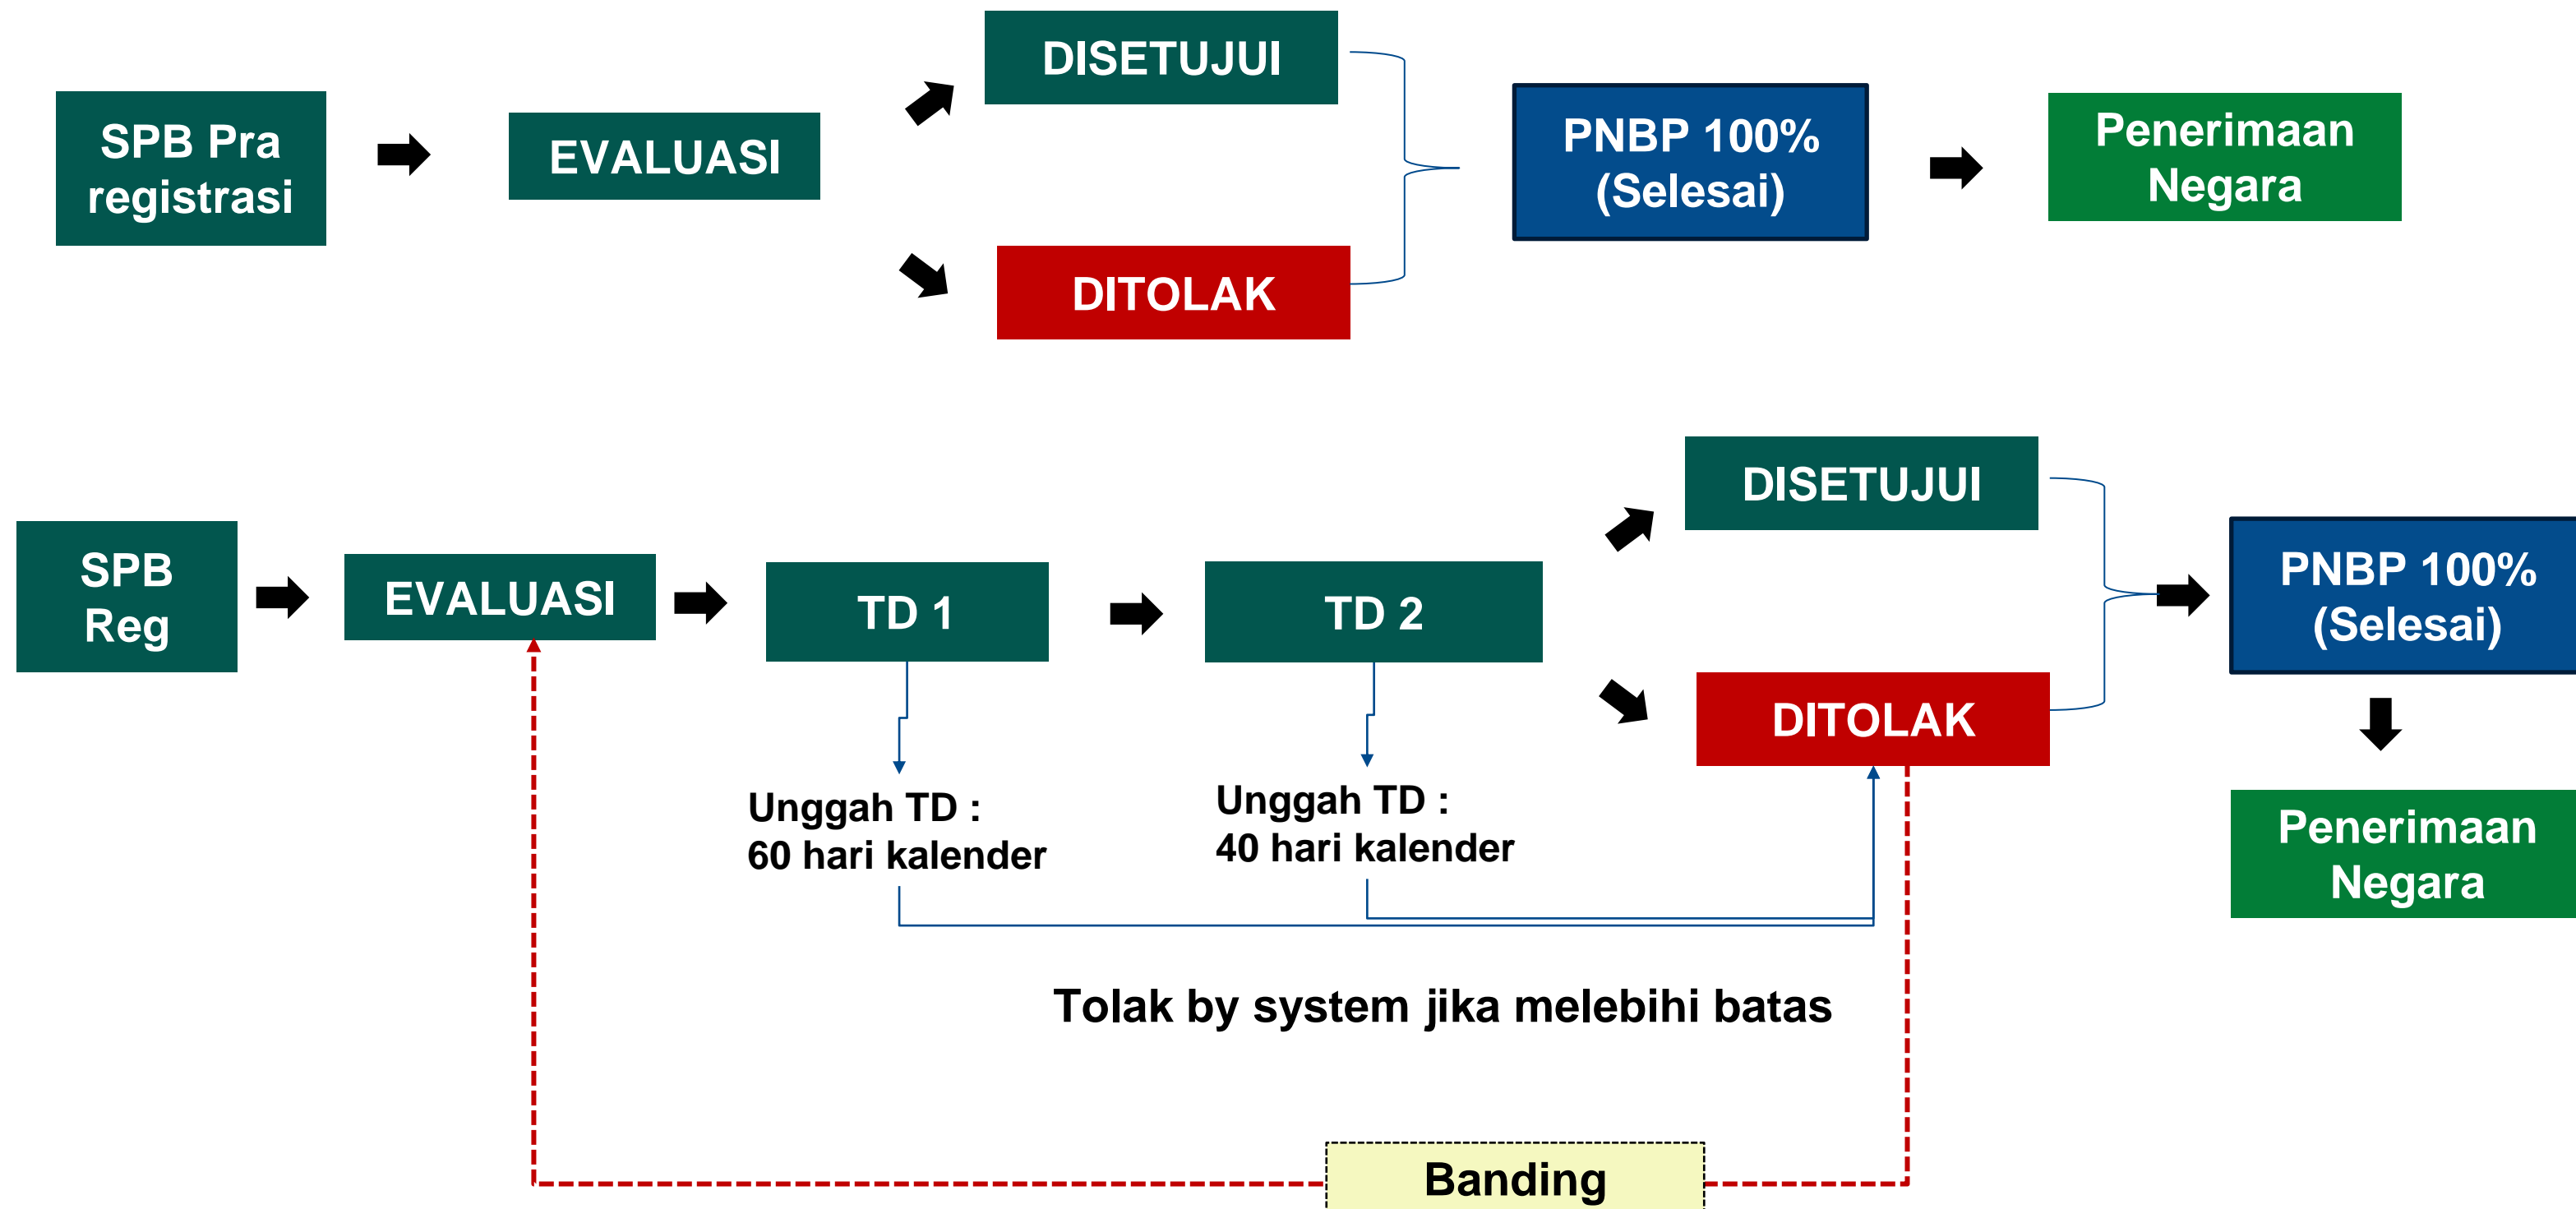 SPB Pra
registrasi
EVALUASI
DISETUJUI
DITOLAK
PNBP 100%
(Selesai)
Penerimaan
Negara
SPB
Reg
EVALUASI
TD 1
TD 2
DISETUJUI
DITOLAK
PNBP 100%
(Selesai)
Penerimaan
Negara
Unggah TD :
60 hari kalender
Unggah TD :
40 hari kalender
Tolak by system jika melebihi batas
Banding